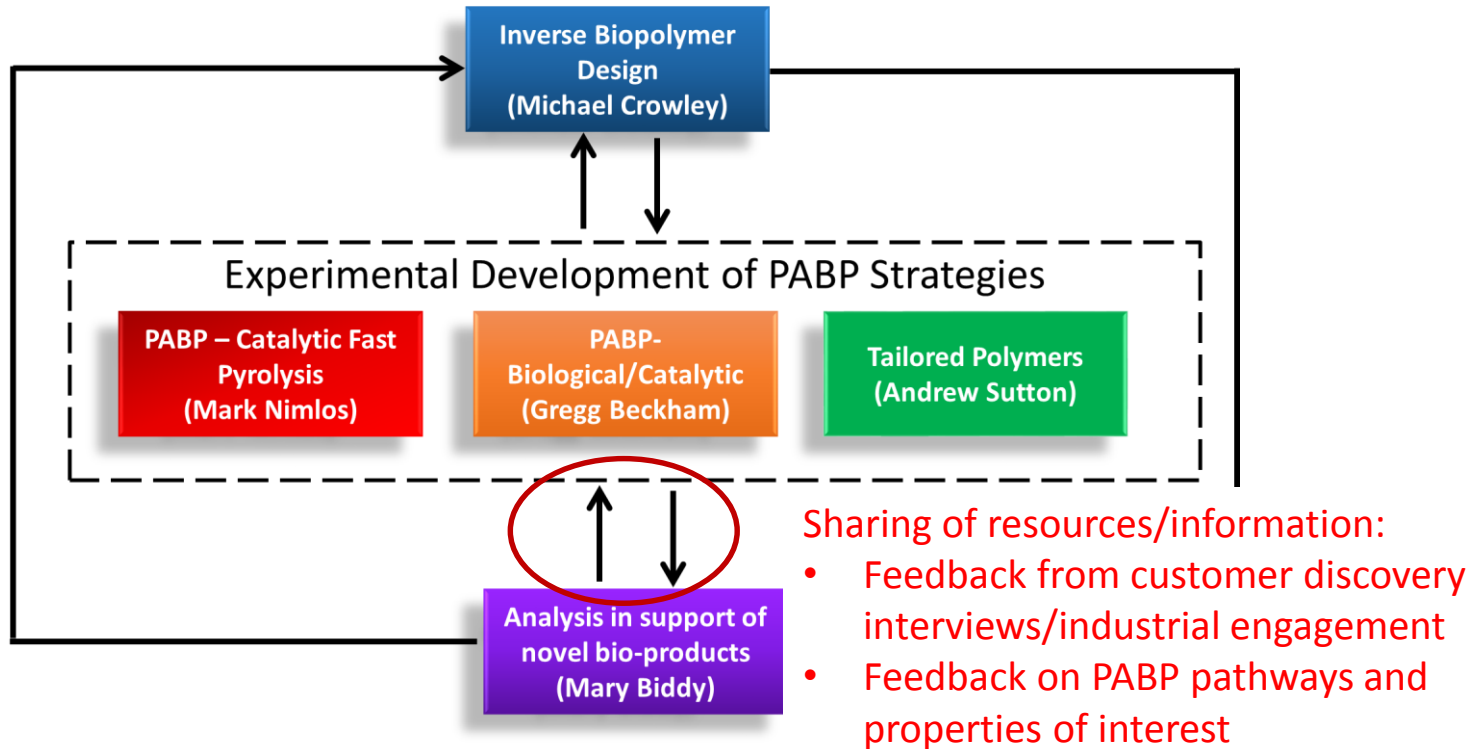 Inverse Biopolymer
Design
(Michael Crowley)
Experimental Development of PABP Strategies
PABP – Catalytic Fast
Pyrolysis
(Mark Nimlos)
PABP-
Biological/Catalytic
(Gregg Beckham)
Tailored Polymers
(Andrew Sutton)
Analysis in support of
novel bio-products
(Mary Biddy)
Sharing of resources/information:
• Feedback from customer discovery
interviews/industrial engagement
• Feedback on PABP pathways and
properties of interest